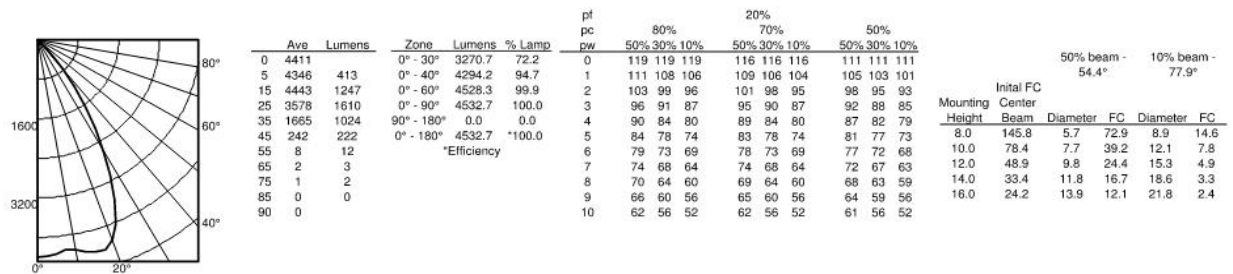 1600
3200
0°
20°
40°
60°
80°
Ave Lumens
0 4411
5 4346 413
15 4443 1247
25 3578 1610
35 1665 1024
45 242 222
55 8 12
65 2 3
75 1 2
85 0 0
90 0
Zone Lumens % Lamp
0° - 30° 3270.7 72.2
0° - 40° 4294.2 94.7
0° - 60° 4528.3 99.9
0° - 90° 4532.7 100.0
90° - 180° 0.0 0.0
0° - 180° 4532.7 *100.0
*Efficiency
pf 20%
pc 80% 70% 50%
pw 50% 30% 10% 50% 30% 10% 50% 30% 10%
0 119 119 119 116 116 116 111 111 111
1 111 108 106 109 106 104 105 103 101
2 103 99 96 101 98 95 98 95 93
3 96 91 87 95 90 87 92 88 85
4 90 84 80 89 84 80 87 82 79
5 84 78 74 83 78 74 81 77 73
6 79 73 69 78 73 69 77 72 68
7 74 68 64 74 68 64 72 67 63
8 70 64 60 69 64 60 68 63 59
9 66 60 56 65 60 56 64 59 56
10 62 56 52 62 56 52 61 56 52
50% beam - 10% beam -
54.4° 77.9°
Inital FC
Mounting Center
Height Beam Diameter FC Diameter FC
8.0 145.8 5.7 72.9 8.9 14.6
10.0 78.4 7.7 39.2 12.1 7.8
12.0 48.9 9.8 24.4 15.3 4.9
14.0 33.4 11.8 16.7 18.6 3.3
16.0 24.2 13.9 12.1 21.8 2.4